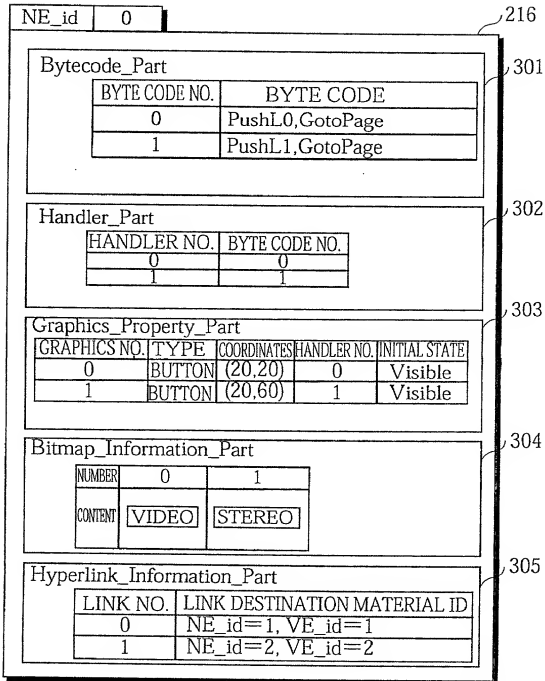 NE_id 0
216
Bytecode_Part
301
BYTE CODE NO. BYTE CODE
0 PushL0,GotoPage
1 PushL1,GotoPage
Handler_Part
302
HANDLER NO. BYTE CODE NO.
0 0
1 1
303
Graphics_Property_Part
GRAPHICS NO. TYPE COORDINATES HANDLER NO. INITIAL STATE
0 BUTTON (20,20) 0 Visible
1 BUTTON (20,60) 1 Visible
304
Bitmap_Information_Part
NUMBER 0 1
CONTENT VIDEO STEREO
305
Hyperlink_Information_Part
LINK NO. LINK DESTINATION MATERIAL ID
0 NE_id=1, VE_id=1
1 NE_id=2, VE_id=2